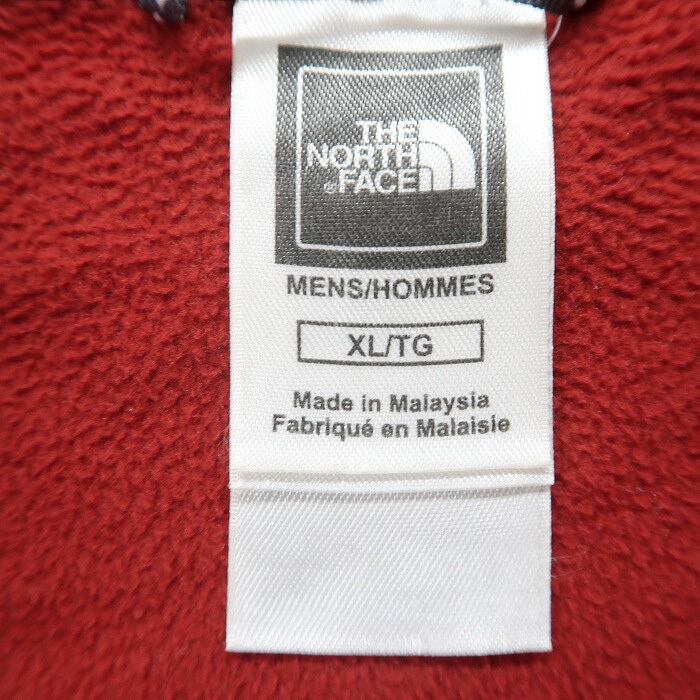 THE
NORTH
®FACE
MENS/HOMMES
XL/TG
Made in Malaysia
Fabriqué en Malaisie